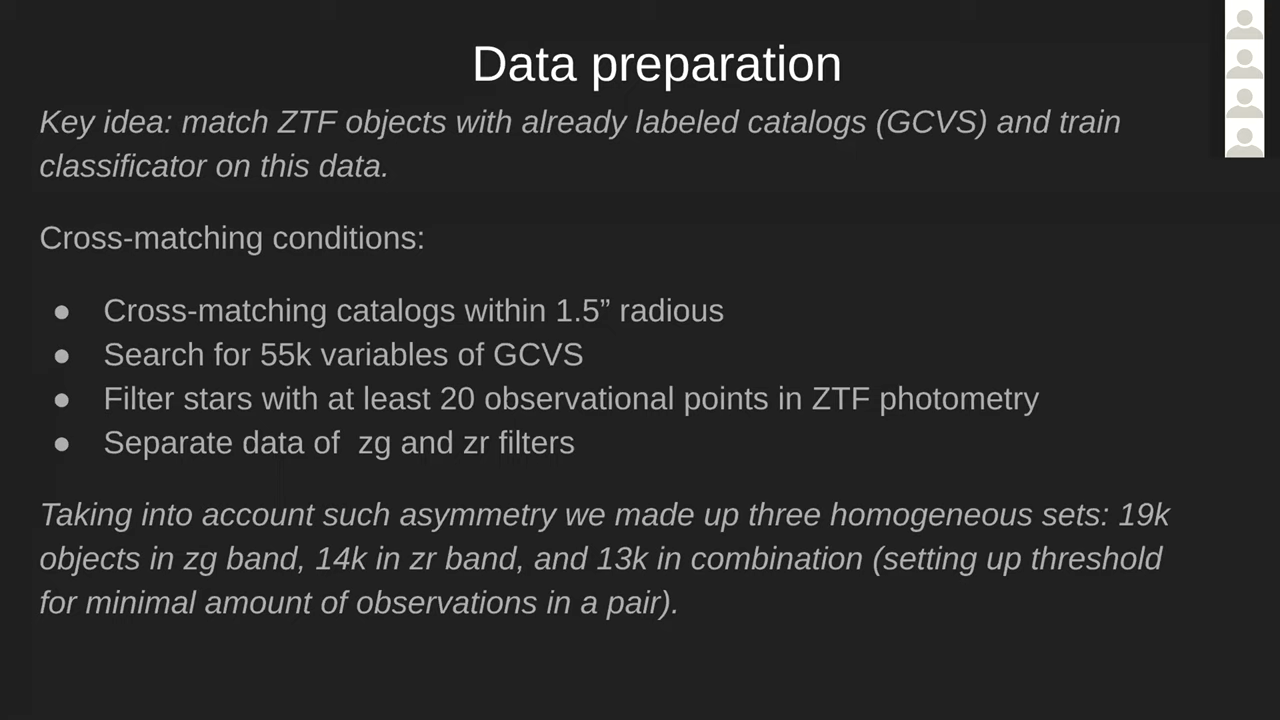 Data preparation
Key idea: match ZTF objects with already labeled catalogs (GCVS) and train
classificator on this data.
Cross-matching conditions:
● Cross-matching catalogs within 1.5” radious
● Search for 55k variables of GCVS
● Filter stars with at least 20 observational points in ZTF photometry
● Separate data of  zg and zr filters
Taking into account such asymmetry we made up three homogeneous sets: 19k
objects in zg band, 14k in zr band, and 13k in combination (setting up threshold
for minimal amount of observations in a pair).